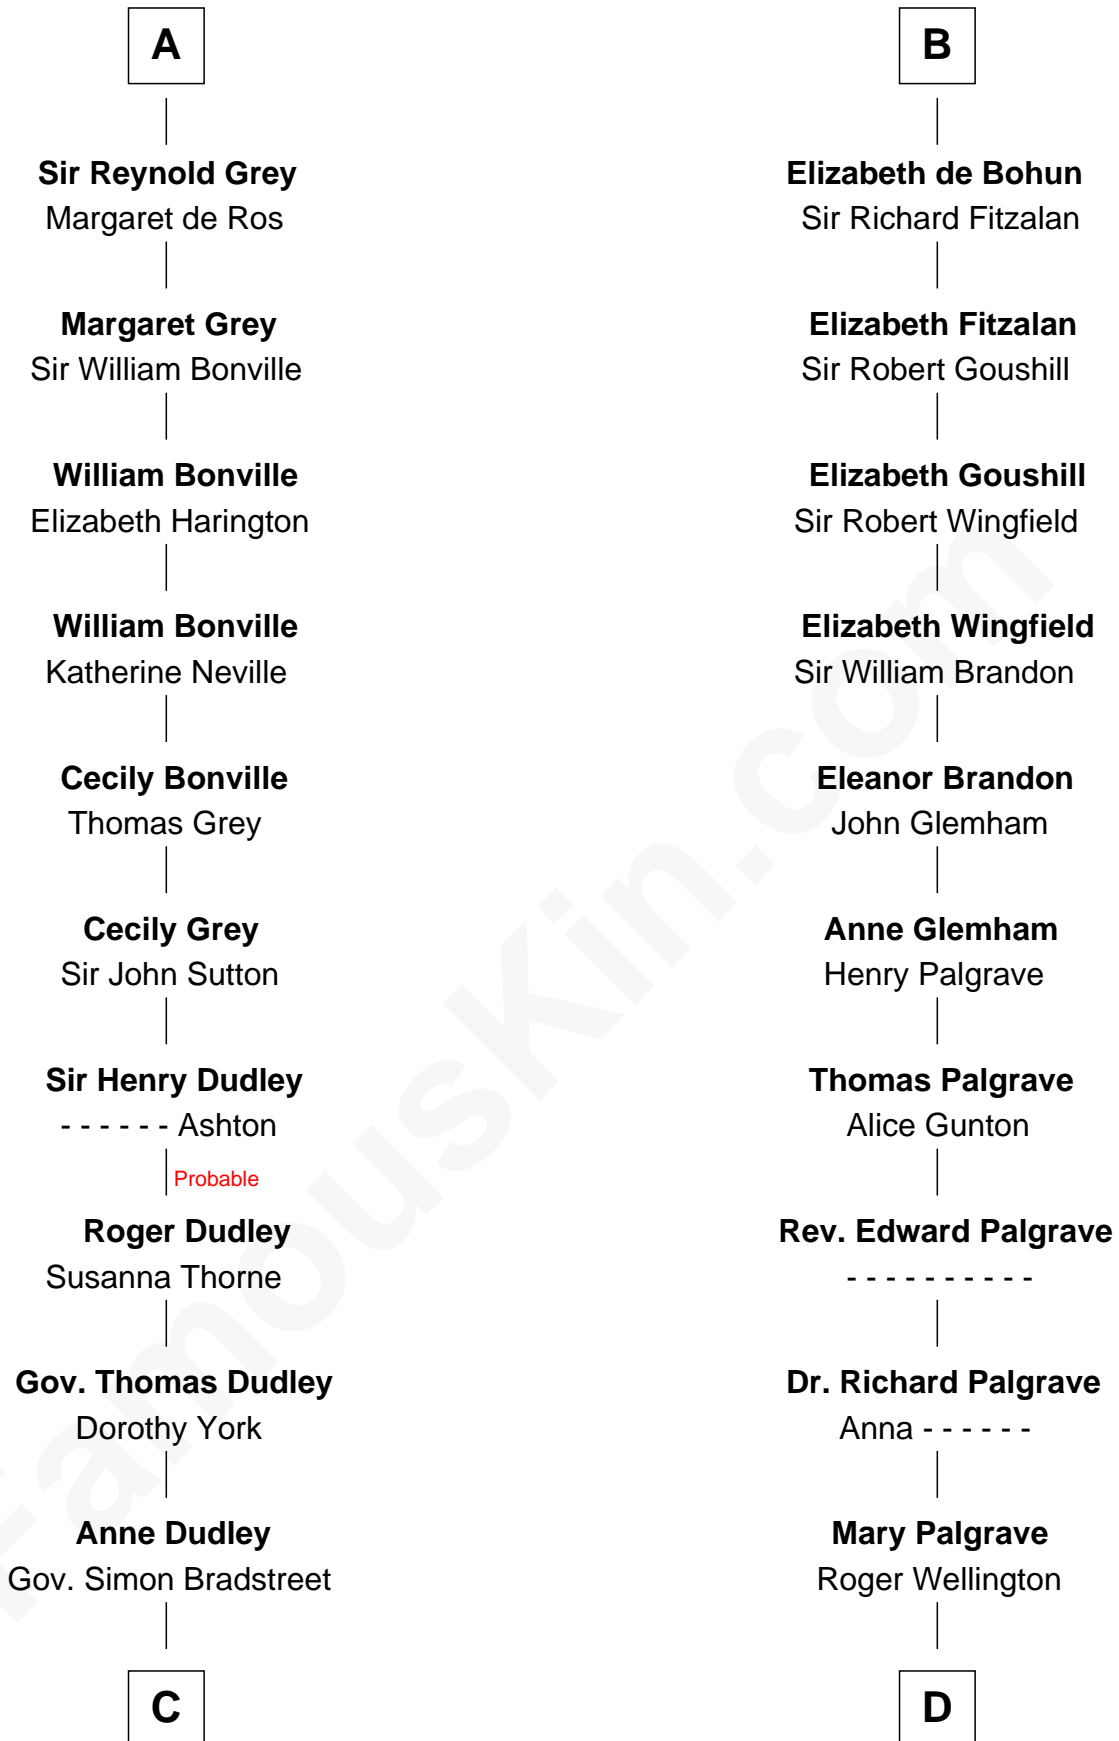 A
Sir Reynold Grey
Margaret de Ros
Margaret Grey
Sir William Bonville
William Bonville
Elizabeth Harington
William Bonville
Katherine Neville
Cecily Bonville
Thomas Grey
Cecily Grey
Sir John Sutton
Sir Henry Dudley
- - - - - - Ashton
Probable
Roger Dudley
Susanna Thorne
Gov. Thomas Dudley
Dorothy York
Anne Dudley
Gov. Simon Bradstreet
C
B
Elizabeth de Bohun
Sir Richard Fitzalan
Elizabeth Fitzalan
Sir Robert Goushill
Elizabeth Goushill
Sir Robert Wingfield
Elizabeth Wingfield
Sir William Brandon
Eleanor Brandon
John Glemham
Anne Glemham
Henry Palgrave
Thomas Palgrave
Alice Gunton
Rev. Edward Palgrave
- - - - - - - - - -
Dr. Richard Palgrave
Anna - - - - - -
Mary Palgrave
Roger Wellington
D
FamousKin.com